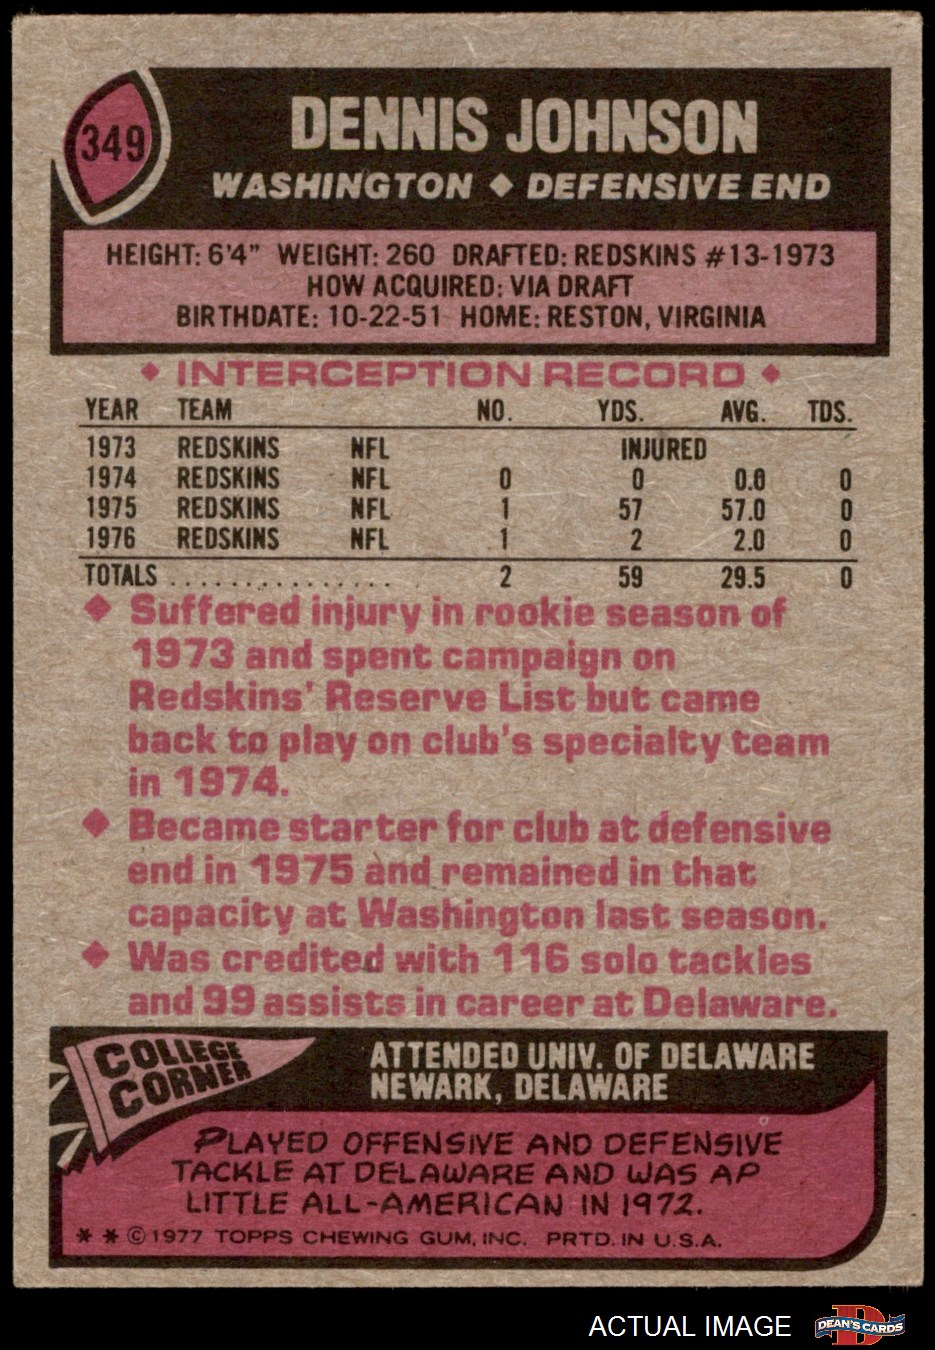 349
DENNIS JOHNSON
WASHINGTON ◆ DEFENSIVE END
HEIGHT: 6'4" WEIGHT: 260 DRAFTED: REDSKINS #13-1973
HOW ACQUIRED: VIA DRAFT
BIRTHDATE: 10-22-51 HOME: RESTON, VIRGINIA
◆ INTERCEPTION RECORD ◆
YEAR TEAM NO. YDS. AVG. TDS.
1973 REDSKINS NFL INJURED
1974 REDSKINS NFL 0 0 0.0 0
1975 REDSKINS NFL 1 57 57.0 0
1976 REDSKINS NFL 1 2 2.0 0
TOTALS . . . . . . . . . . . . . . . 2 59 29.5 0
◆ Suffered injury in rookie season of
1973 and spent campaign on
Redskins' Reserve List but came
back to play on club's specialty team
in 1974.
◆ Became starter for club at defensive
end in 1975 and remained in that
capacity at Washington last season.
◆ Was credited with 116 solo tackles
and 99 assists in career at Delaware.
COLLEGE
CORNER
ATTENDED UNIV. OF DELAWARE
NEWARK, DELAWARE
PLAYED OFFENSIVE AND DEFENSIVE
TACKLE AT DELAWARE AND WAS AP
LITTLE ALL-AMERICAN IN 1972.
* * © 1977 TOPPS CHEWING GUM, INC. PRTD. IN U.S.A.
ACTUAL IMAGE
D
DEAN'S CARDS